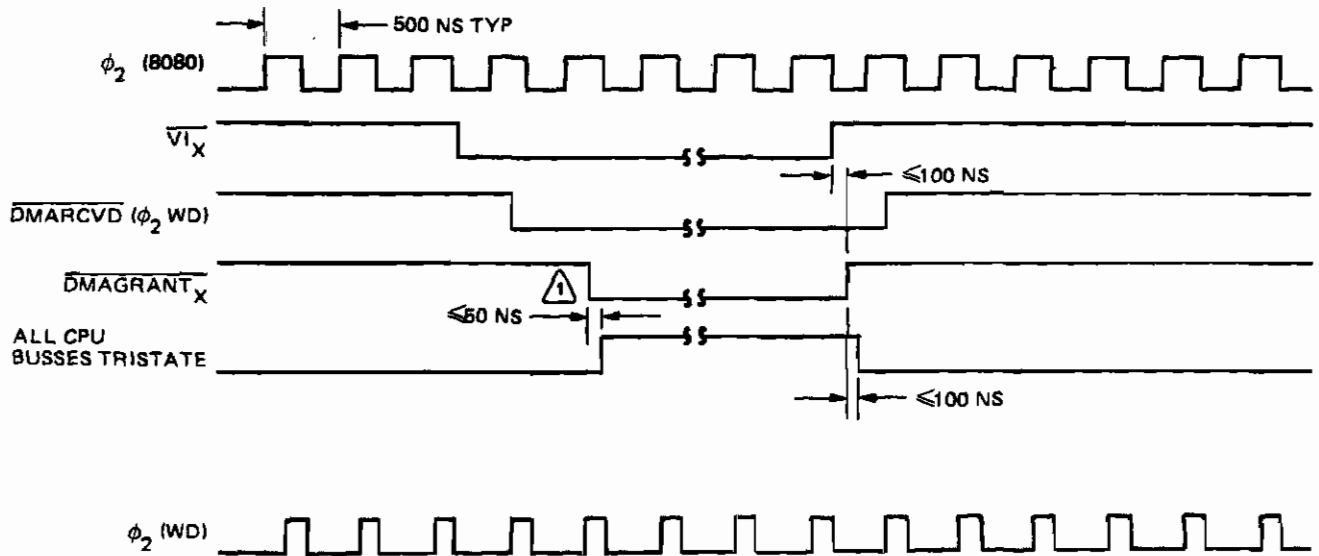 500 NS TYP
ϕ2 (8080)
VIX
≤100 NS
DMARCVD (ϕ2 WD)
DMAGRANTX
1
≤50 NS
ALL CPU
BUSSES TRISTATE
≤100 NS
ϕ2 (WD)